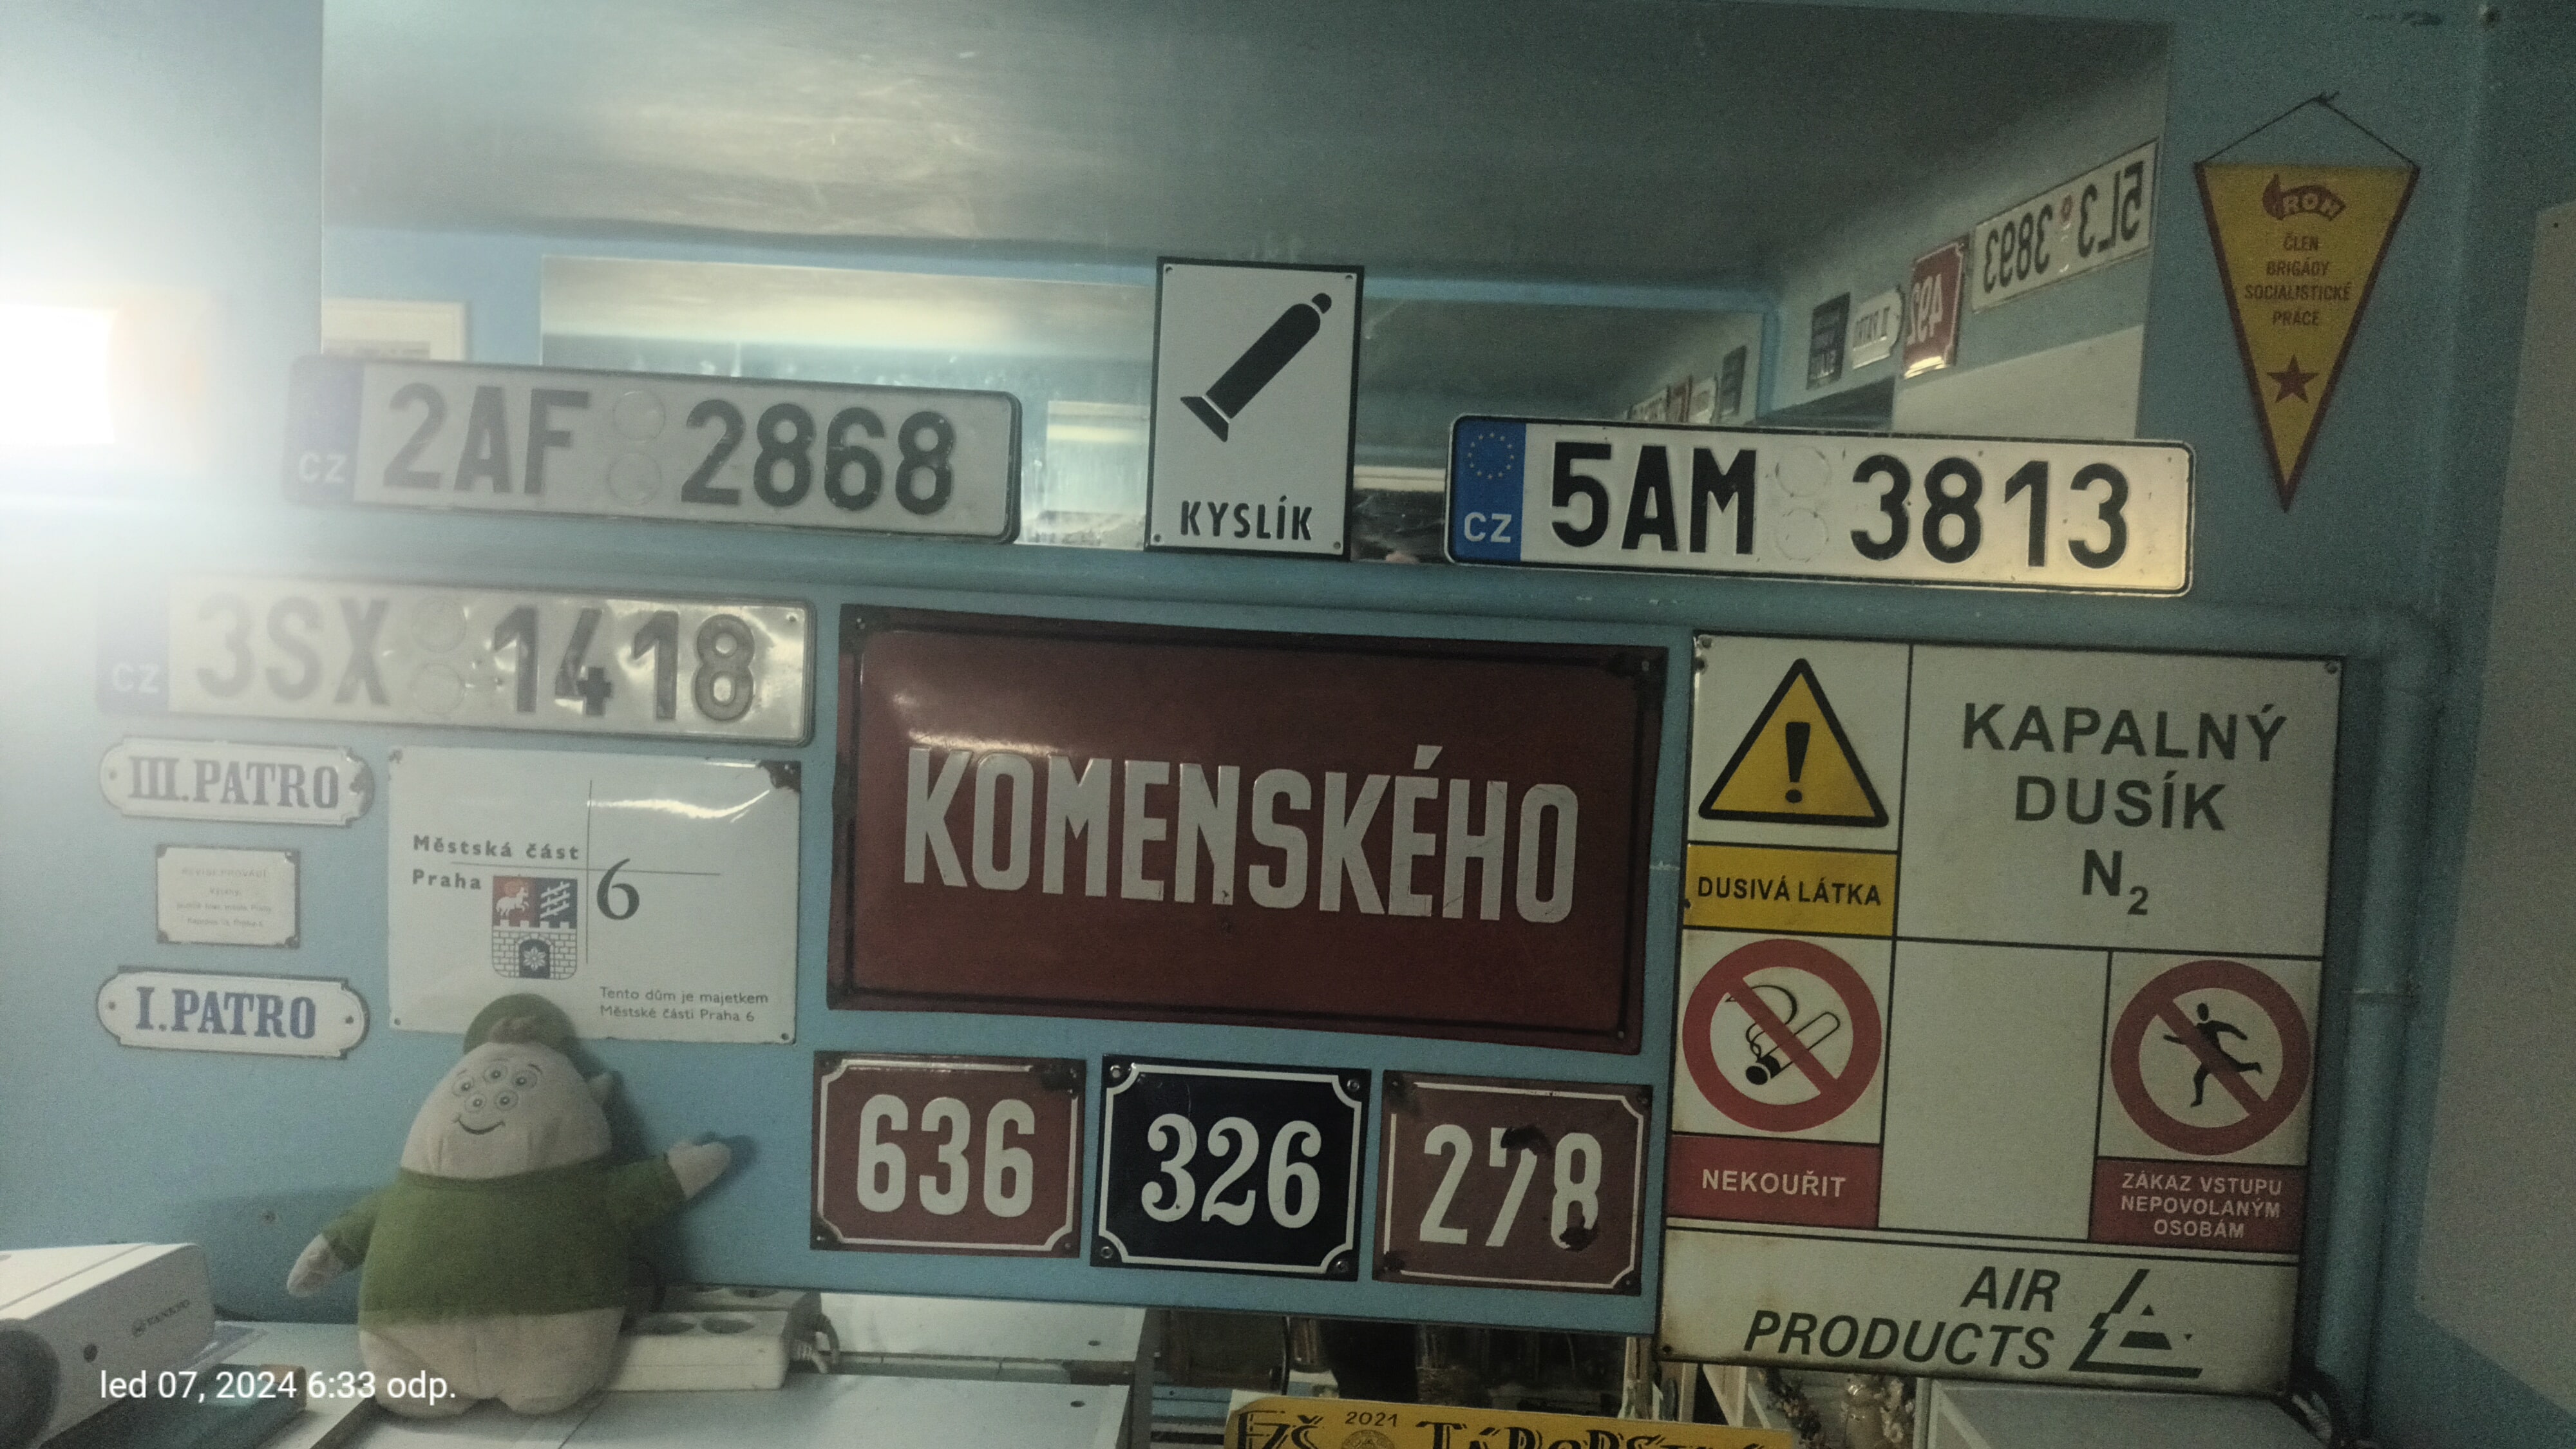 ROH
ČLEN
BRIGÁDY
SOCIALISTICKÉ
PRÁCE
5L3 3893
492
II.PATRO
CZ 2AF 2868
KYSLÍK
CZ 5AM 3813
CZ 3SX 1418
III.PATRO
I.PATRO
Městská část
Praha 6
Tento dům je majetkem
Městské části Praha 6
KOMENSKÉHO
636
326
278
KAPALNÝ
DUSÍK
N2
DUSIVÁ LÁTKA
NEKOUŘIT
ZÁKAZ VSTUPU
NEPOVOLANÝM
OSOBÁM
AIR
PRODUCTS
2021
led 07, 2024 6:33 odp.